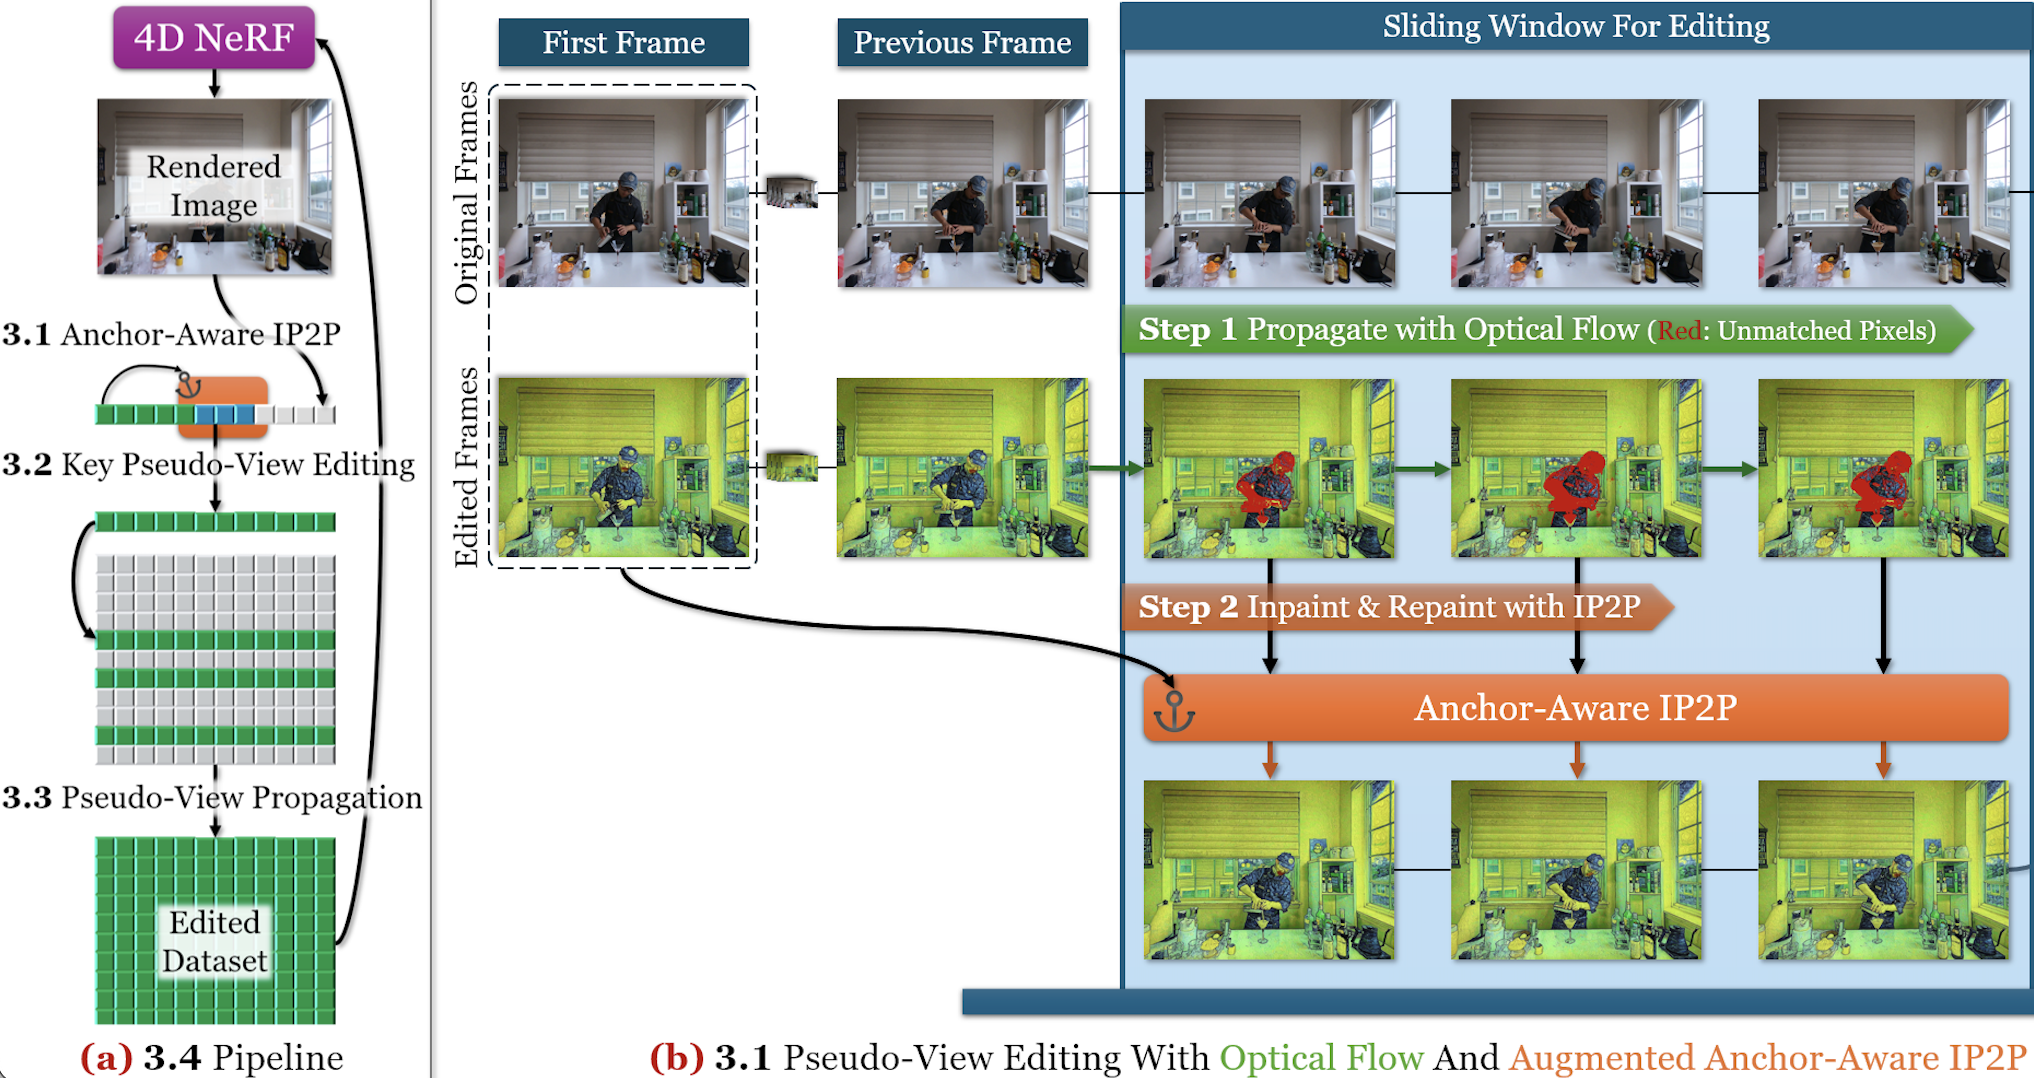 4D NeRF
Rendered
Image
3.1 Anchor-Aware IP2P
3.2 Key Pseudo-View Editing
3.3 Pseudo-View Propagation
Edited
Dataset
(a) 3.4 Pipeline
First Frame
Previous Frame
Sliding Window For Editing
Original Frames
Step 1 Propagate with Optical Flow (Red: Unmatched Pixels)
Edited Frames
Step 2 Inpaint & Repaint with IP2P
Anchor-Aware IP2P
(b) 3.1 Pseudo-View Editing With Optical Flow And Augmented Anchor-Aware IP2P